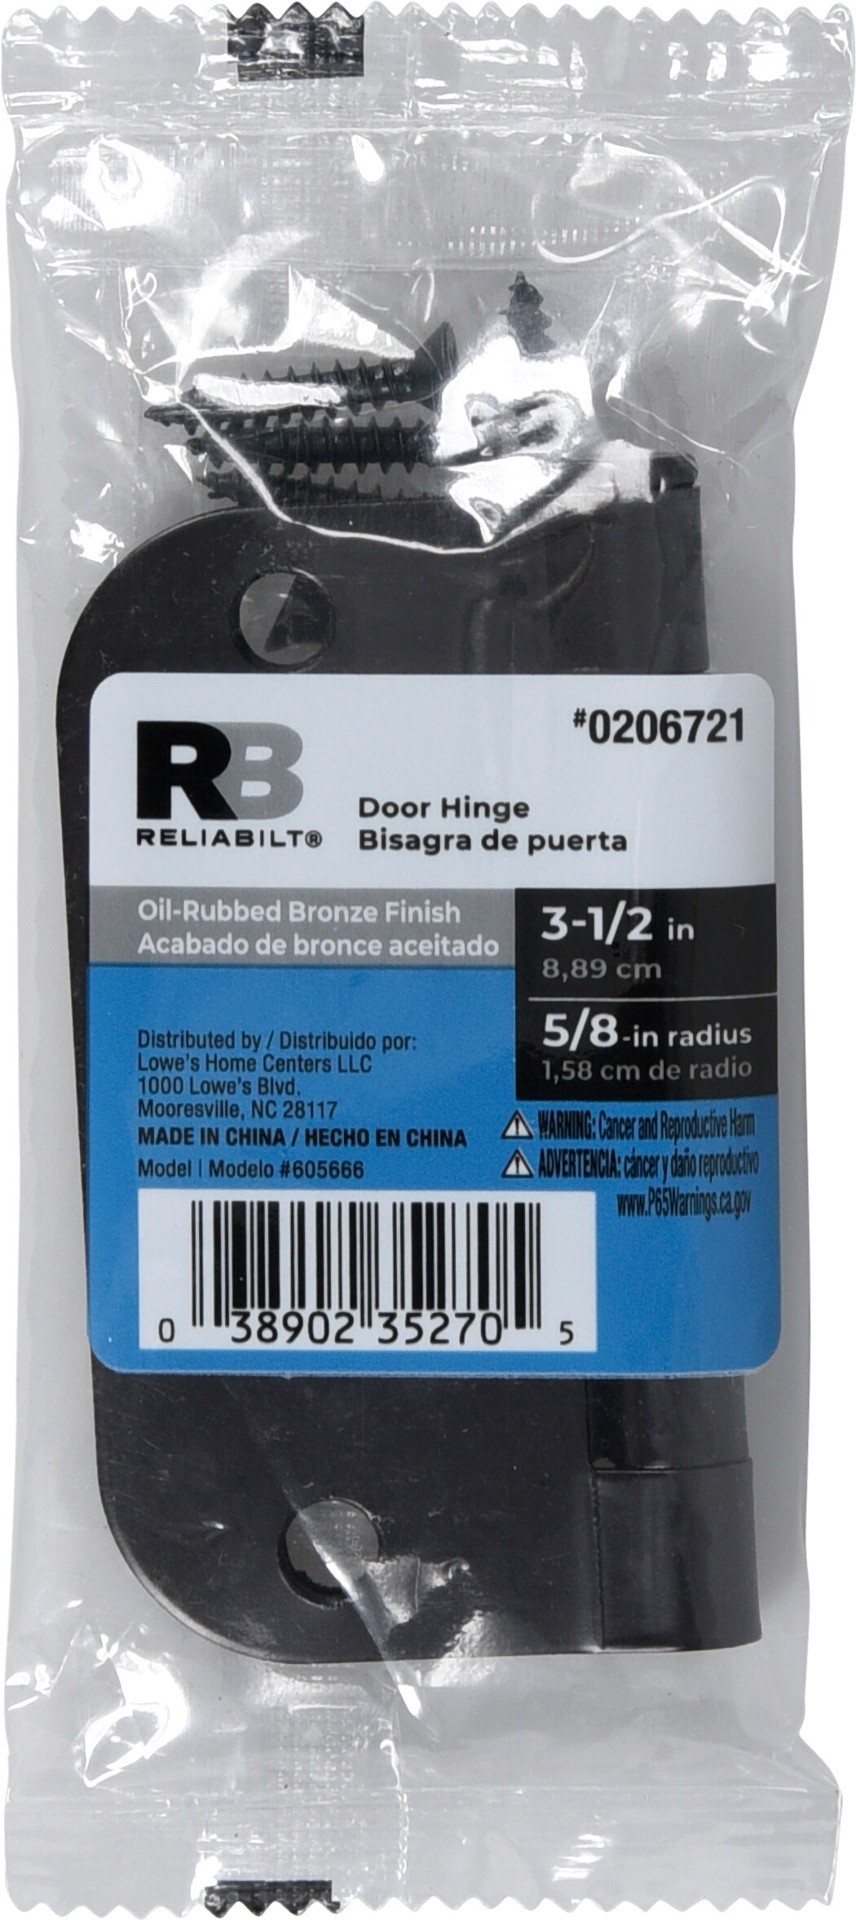 #0206721
RB
RELIABILT®
Door Hinge
Bisagra de puerta
Oil-Rubbed Bronze Finish
Acabado de bronce aceitado
3-1/2 in
8,89 cm
5/8-in radius
1,58 cm de radio
Distributed by / Distribuido por:
Lowe's Home Centers LLC
1000 Lowe's Blvd.
Mooresville, NC 28117
MADE IN CHINA / HECHO EN CHINA
Model | Modelo #605666
WARNING: Cancer and Reproductive Harm
ADVERTENCIA: cáncer y daño reproductivo
www.P65Warnings.ca.gov
0 38902 35270 5